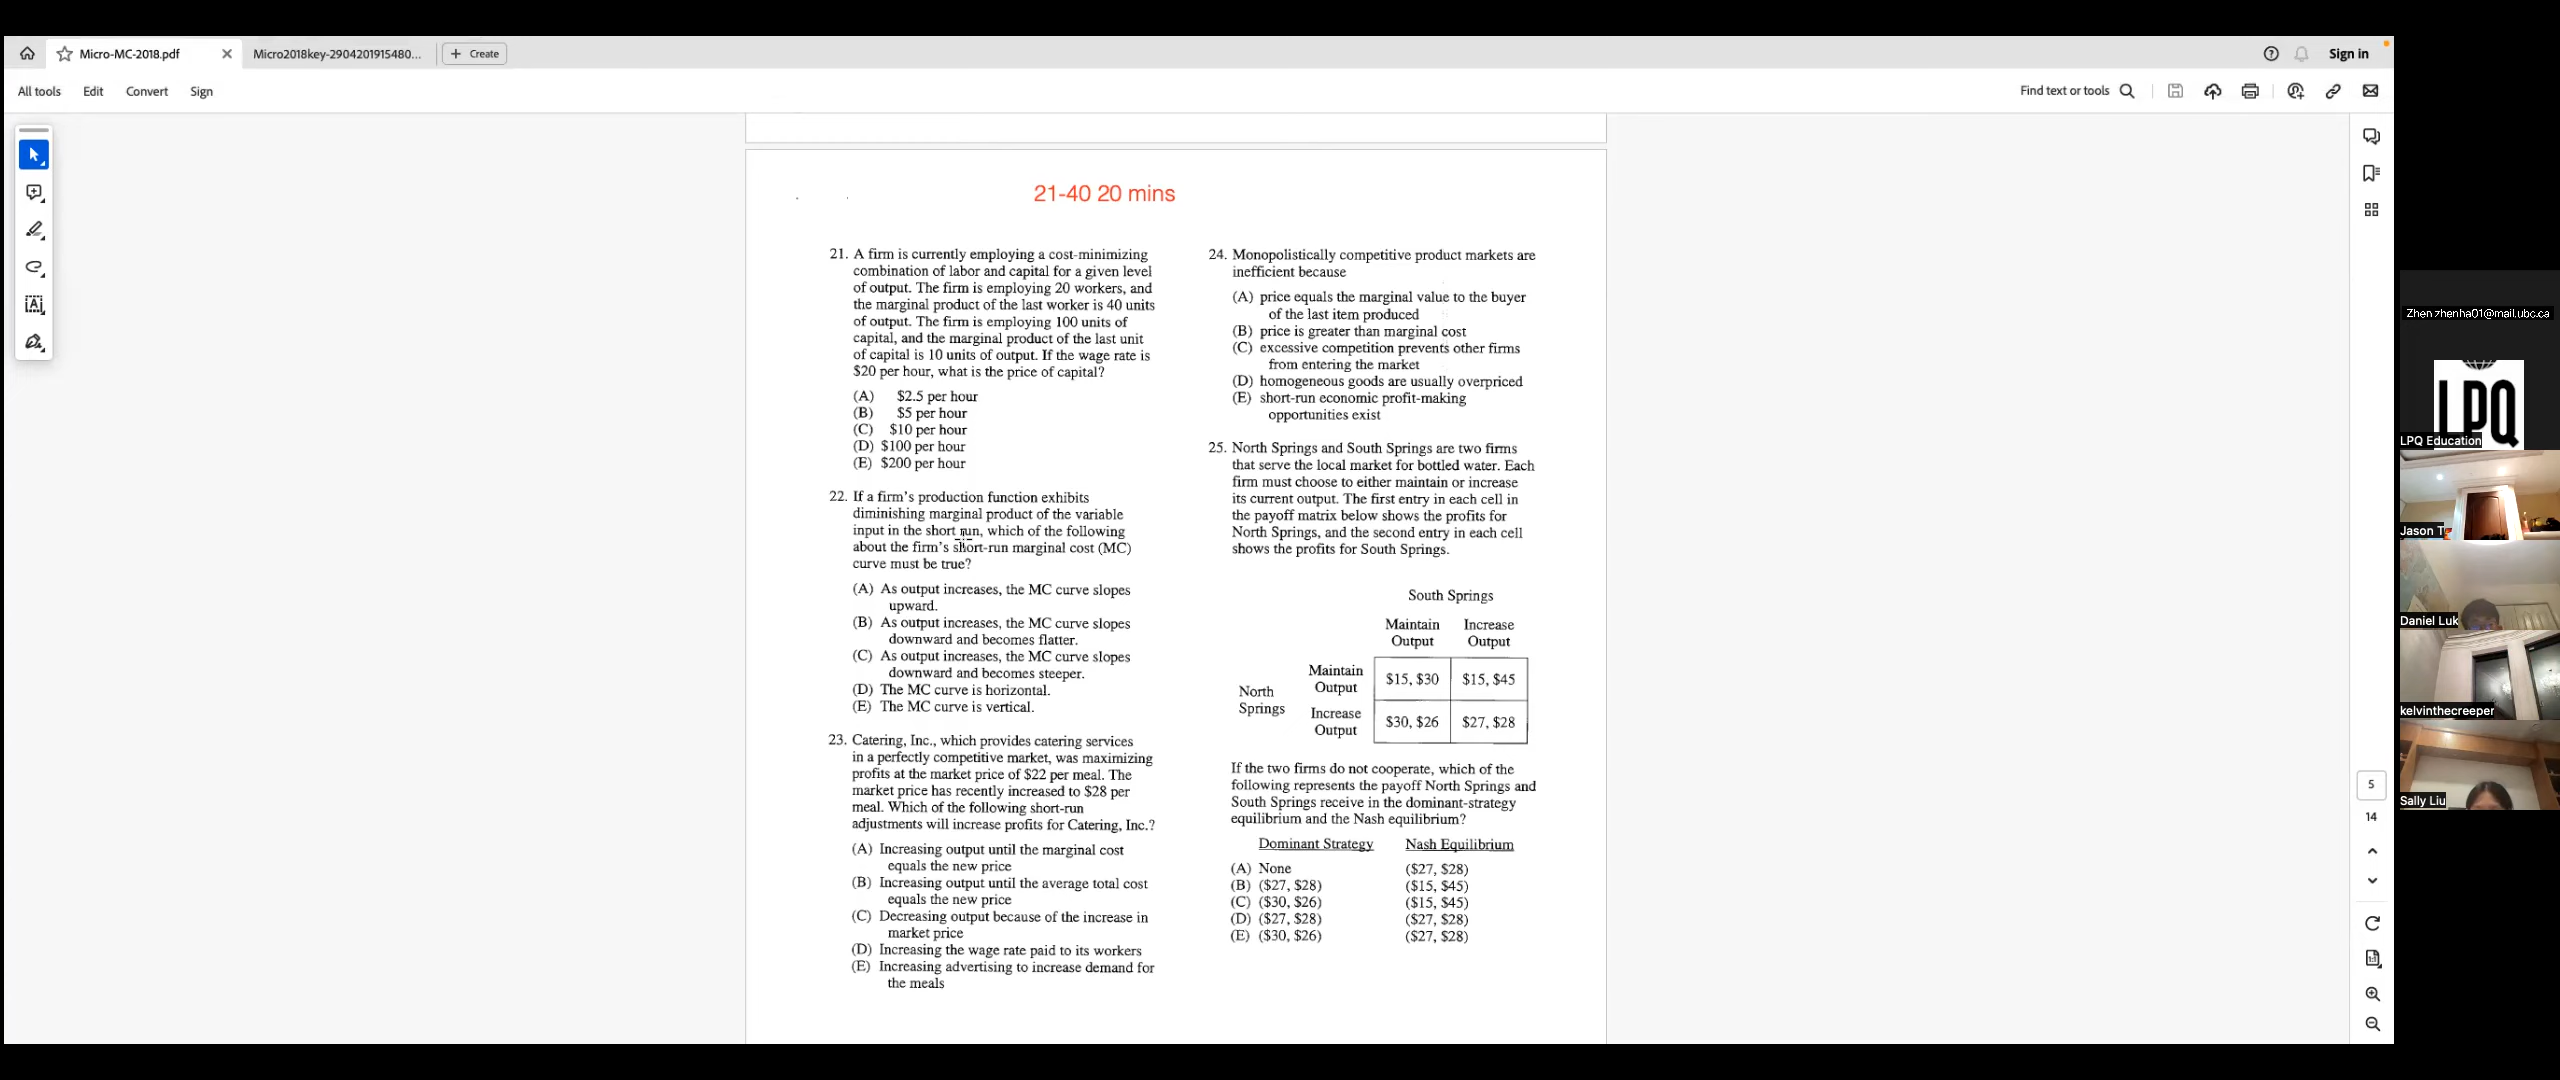 Micro-MC-2018.pdf
Micro2018key-2904201915480...
Create
Sign in
All tools
Edit
Convert
Sign
Find text or tools
21-40 20 mins
21. A firm is currently employing a cost-minimizing
combination of labor and capital for a given level
of output. The firm is employing 20 workers, and
the marginal product of the last worker is 40 units
of output. The firm is employing 100 units of
capital, and the marginal product of the last unit
of capital is 10 units of output. If the wage rate is
$20 per hour, what is the price of capital?
(A) $2.5 per hour
(B) $5 per hour
(C) $10 per hour
(D) $100 per hour
(E) $200 per hour
22. If a firm's production function exhibits
diminishing marginal product of the variable
input in the short run, which of the following
about the firm's short-run marginal cost (MC)
curve must be true?
(A) As output increases, the MC curve slopes
upward.
(B) As output increases, the MC curve slopes
downward and becomes flatter.
(C) As output increases, the MC curve slopes
downward and becomes steeper.
(D) The MC curve is horizontal.
(E) The MC curve is vertical.
23. Catering, Inc., which provides catering services
in a perfectly competitive market, was maximizing
profits at the market price of $22 per meal. The
market price has recently increased to $28 per
meal. Which of the following short-run
adjustments will increase profits for Catering, Inc.?
(A) Increasing output until the marginal cost
equals the new price
(B) Increasing output until the average total cost
equals the new price
(C) Decreasing output because of the increase in
market price
(D) Increasing the wage rate paid to its workers
(E) Increasing advertising to increase demand for
the meals
24. Monopolistically competitive product markets are
inefficient because
(A) price equals the marginal value to the buyer
of the last item produced
(B) price is greater than marginal cost
(C) excessive competition prevents other firms
from entering the market
(D) homogeneous goods are usually overpriced
(E) short-run economic profit-making
opportunities exist
25. North Springs and South Springs are two firms
that serve the local market for bottled water. Each
firm must choose to either maintain or increase
its current output. The first entry in each cell in
the payoff matrix below shows the profits for
North Springs, and the second entry in each cell
shows the profits for South Springs.
South Springs
Maintain Increase
Output Output
Maintain
Output
$15, $30 $15, $45
North
Springs
Increase
Output
$30, $26 $27, $28
If the two firms do not cooperate, which of the
following represents the payoff North Springs and
South Springs receive in the dominant-strategy
equilibrium and the Nash equilibrium?
Dominant Strategy Nash Equilibrium
(A) None ($27, $28)
(B) ($27, $28) ($15, $45)
(C) ($30, $26) ($15, $45)
(D) ($27, $28) ($27, $28)
(E) ($30, $26) ($27, $28)
5
14
Zhen zhenha01@mail.ubc.ca
LPQ
LPQ Education
Jason T
Daniel Luk
kelvinthecreeper
Sally Liu